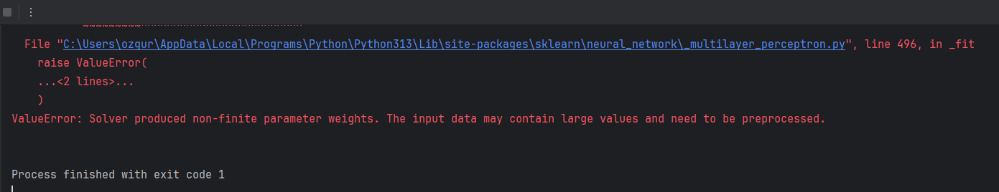 File "C:\Users\ozgur\AppData\Local\Programs\Python\Python313\Lib\site-packages\sklearn\neural_network\_multilayer_perceptron.py", line 496, in _fit
raise ValueError(
...<2 lines>...
)
ValueError: Solver produced non-finite parameter weights. The input data may contain large values and need to be preprocessed.
Process finished with exit code 1